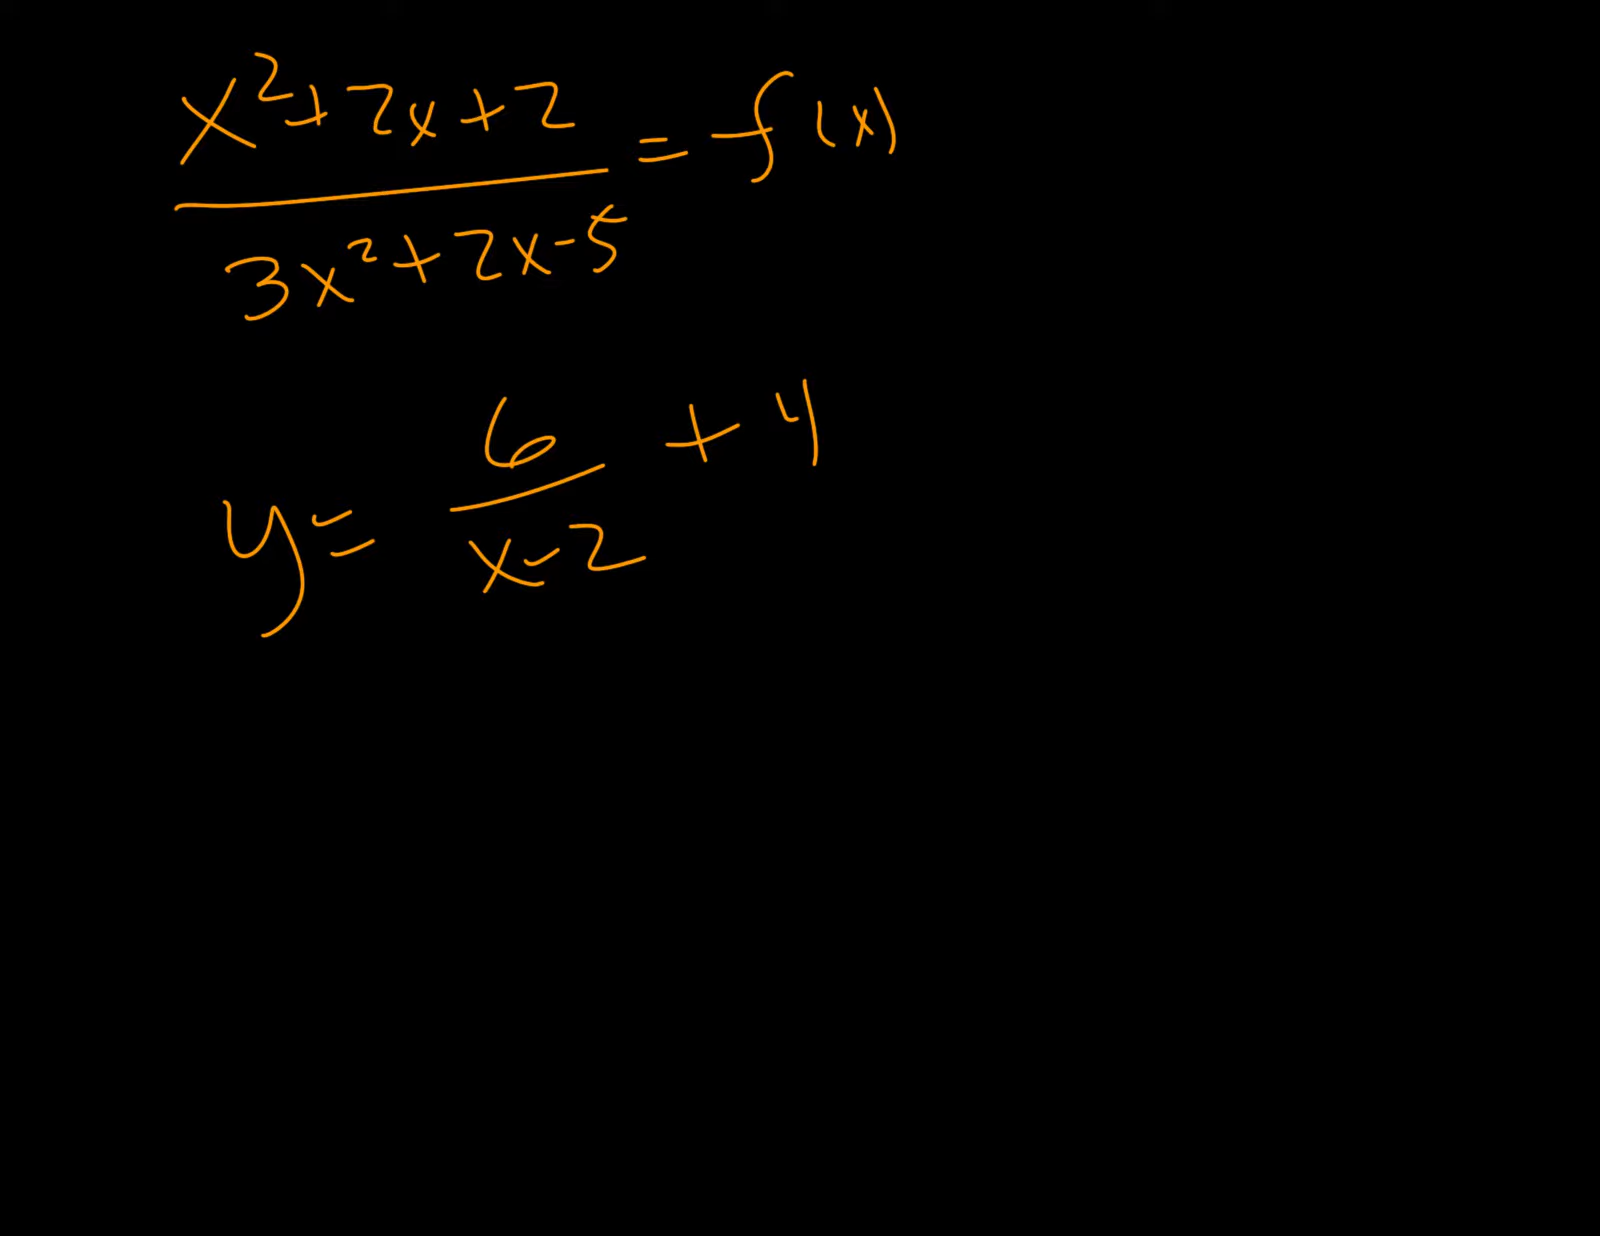 x²+2x+2 / 3x²+2x-5 = f(x)
y = 6 / x-2 + 4